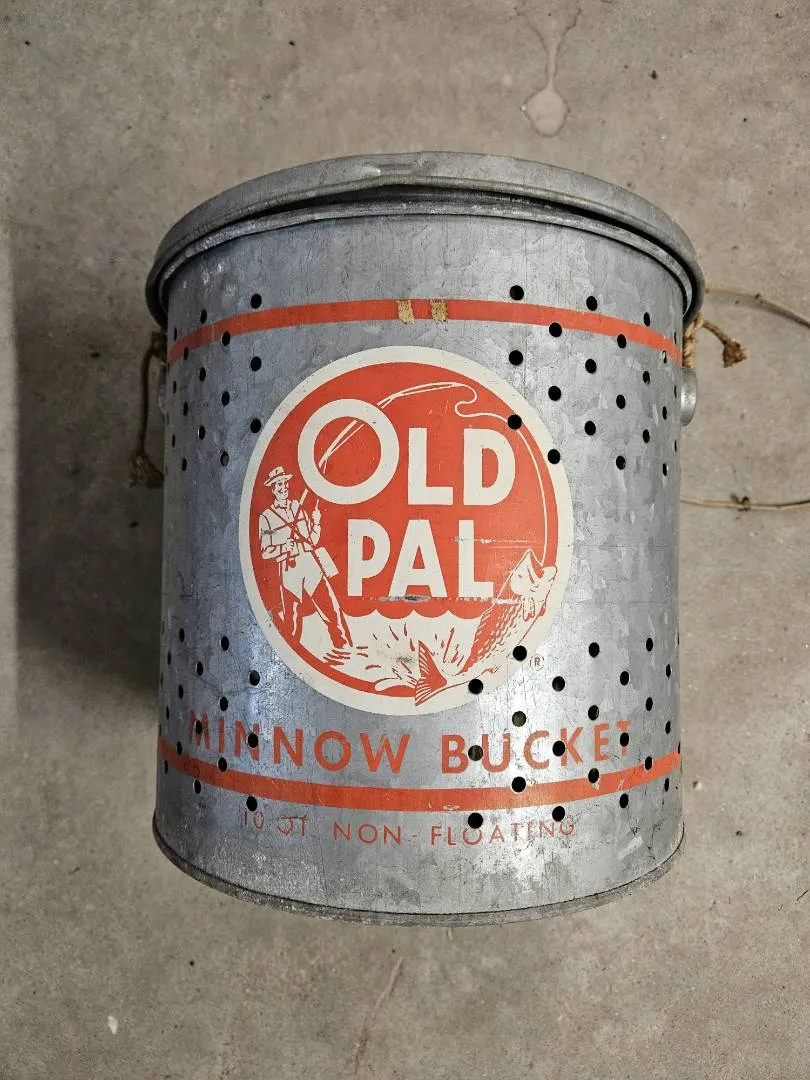 OLD
PAL
®
MINNOW BUCKET
10 QT NON-FLOATING